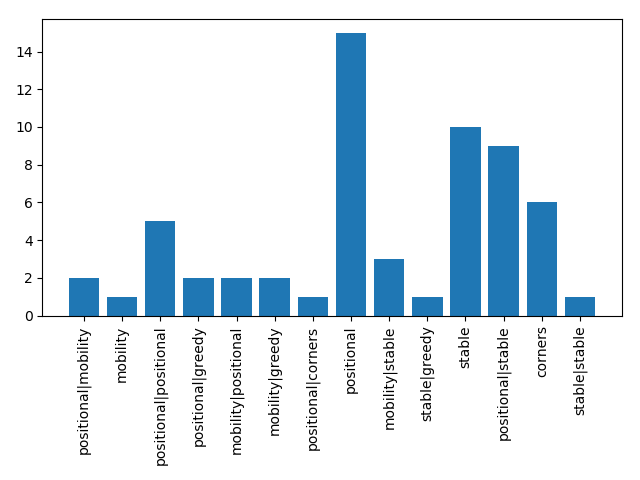 14
12
10
8
6
4
2
0
positional|mobility
mobility
positional|positional
positional|greedy
mobility|positional
mobility|greedy
positional|corners
positional
mobility|stable
stable|greedy
stable
positional|stable
corners
stable|stable